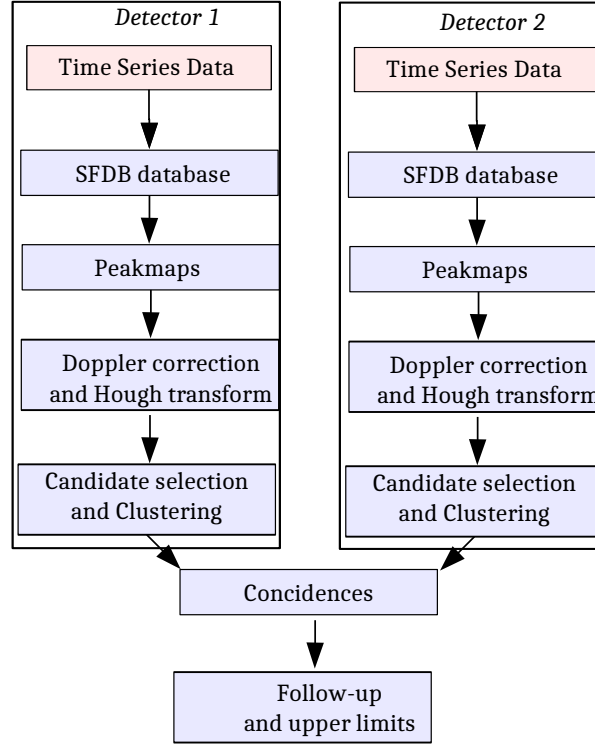 Detector 1
Time Series Data
SFDB database
Peakmaps
Doppler correction
and Hough transform
Candidate selection
and Clustering
Detector 2
Time Series Data
SFDB database
Peakmaps
Doppler correction
and Hough transform
Candidate selection
and Clustering
Concidences
Follow-up
and upper limits